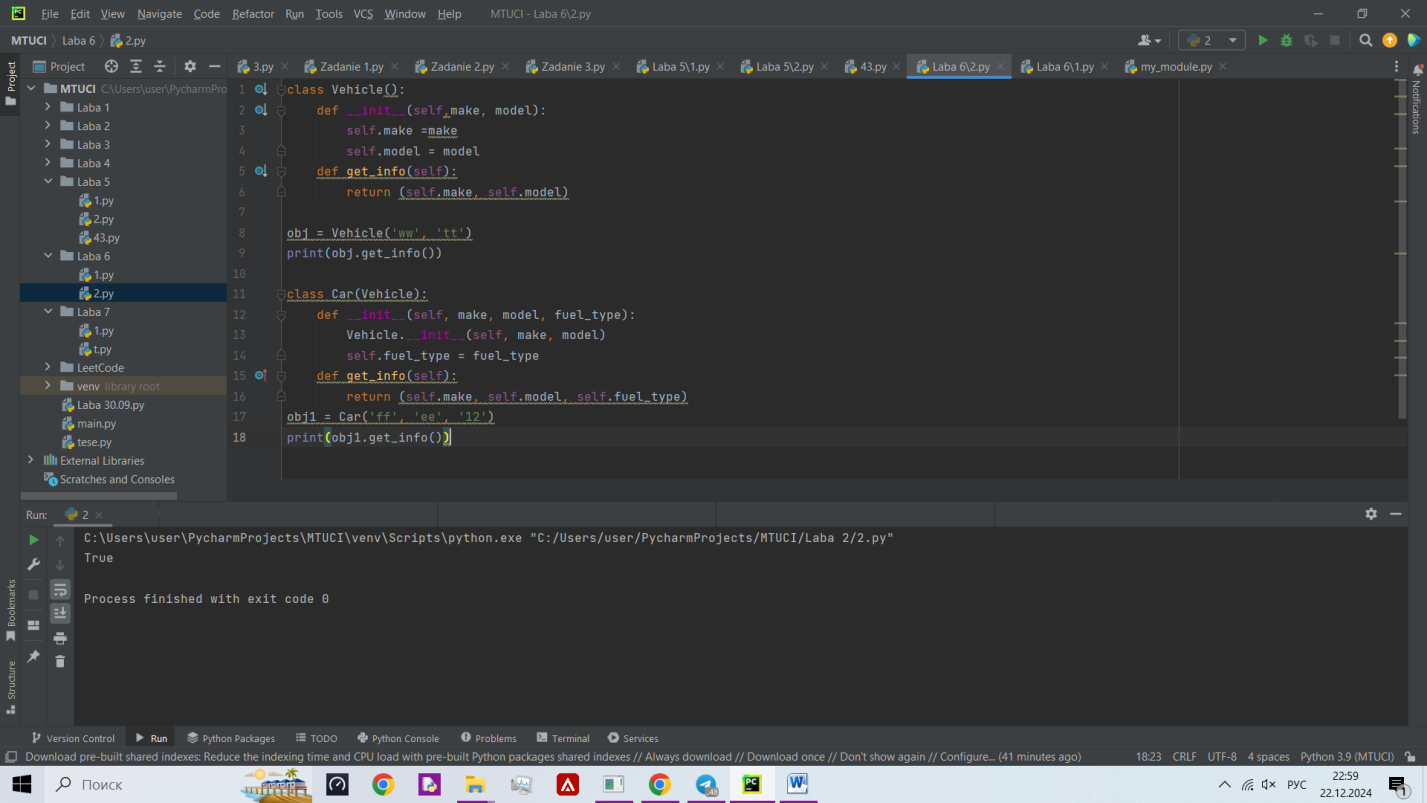 File Edit View Navigate Code Refactor Run Tools VCS Window Help MTUCI - Laba 6\2.py
MTUCI Laba 6 2.py 2
Project 3.py Zadanie 1.py Zadanie 2.py Zadanie 3.py Laba 5\1.py Laba 5\2.py 43.py Laba 6\2.py Laba 6\1.py my_module.py
Project
Notifications
MTUCI C:\Users\user\PycharmPro
Laba 1
Laba 2
Laba 3
Laba 4
Laba 5
1.py
2.py
43.py
Laba 6
1.py
2.py
Laba 7
1.py
t.py
LeetCode
venv library root
Laba 30.09.py
main.py
tese.py
External Libraries
Scratches and Consoles
1 class Vehicle():
2 def __init__(self,make, model):
3 self.make =make
4 self.model = model
5 def get_info(self):
6 return (self.make, self.model)
7
8 obj = Vehicle('ww', 'tt')
9 print(obj.get_info())
10
11 class Car(Vehicle):
12 def __init__(self, make, model, fuel_type):
13 Vehicle.__init__(self, make, model)
14 self.fuel_type = fuel_type
15 def get_info(self):
16 return (self.make, self.model, self.fuel_type)
17 obj1 = Car('ff', 'ee', '12')
18 print(obj1.get_info())
Run: 2
C:\Users\user\PycharmProjects\MTUCI\venv\Scripts\python.exe "C:/Users/user/PycharmProjects/MTUCI/Laba 2/2.py"
True
Process finished with exit code 0
Bookmarks
Structure
Version Control Run Python Packages TODO Python Console Problems Terminal Services
Download pre-built shared indexes: Reduce the indexing time and CPU load with pre-built Python packages shared indexes // Always download // Download once // Don't show again // Configure... (41 minutes ago) 18:23 CRLF UTF-8 4 spaces Python 3.9 (MTUCI)
Поиск 48 РУС 22:59
22.12.2024 1